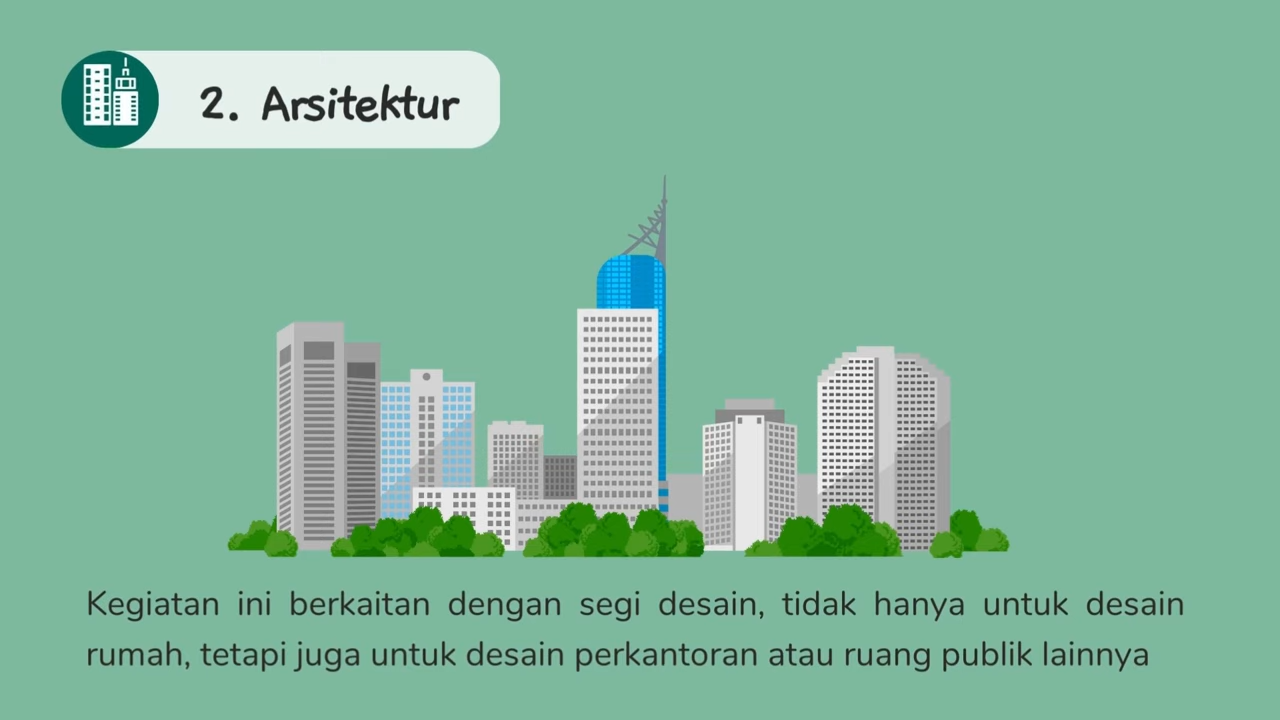 2. Arsitektur
Kegiatan ini berkaitan dengan segi desain, tidak hanya untuk desain
rumah, tetapi juga untuk desain perkantoran atau ruang publik lainnya